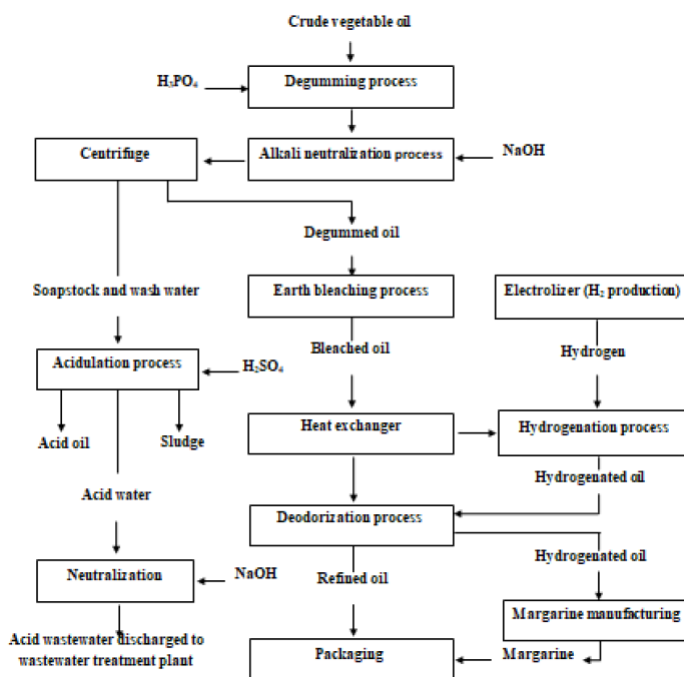 Crude vegetable oil
H₃PO₄
Degumming process
Centrifuge
Alkali neutralization process
NaOH
Degummed oil
Soapstock and wash water
Earth bleaching process
Electrolizer (H₂ production)
Bleached oil
Hydrogen
Acidulation process
H₂SO₄
Acid oil
Sludge
Heat exchanger
Hydrogenation process
Hydrogenated oil
Acid water
Deodorization process
Hydrogenated oil
Neutralization
NaOH
Refined oil
Margarine manufacturing
Acid wastewater discharged to
wastewater treatment plant
Packaging
Margarine